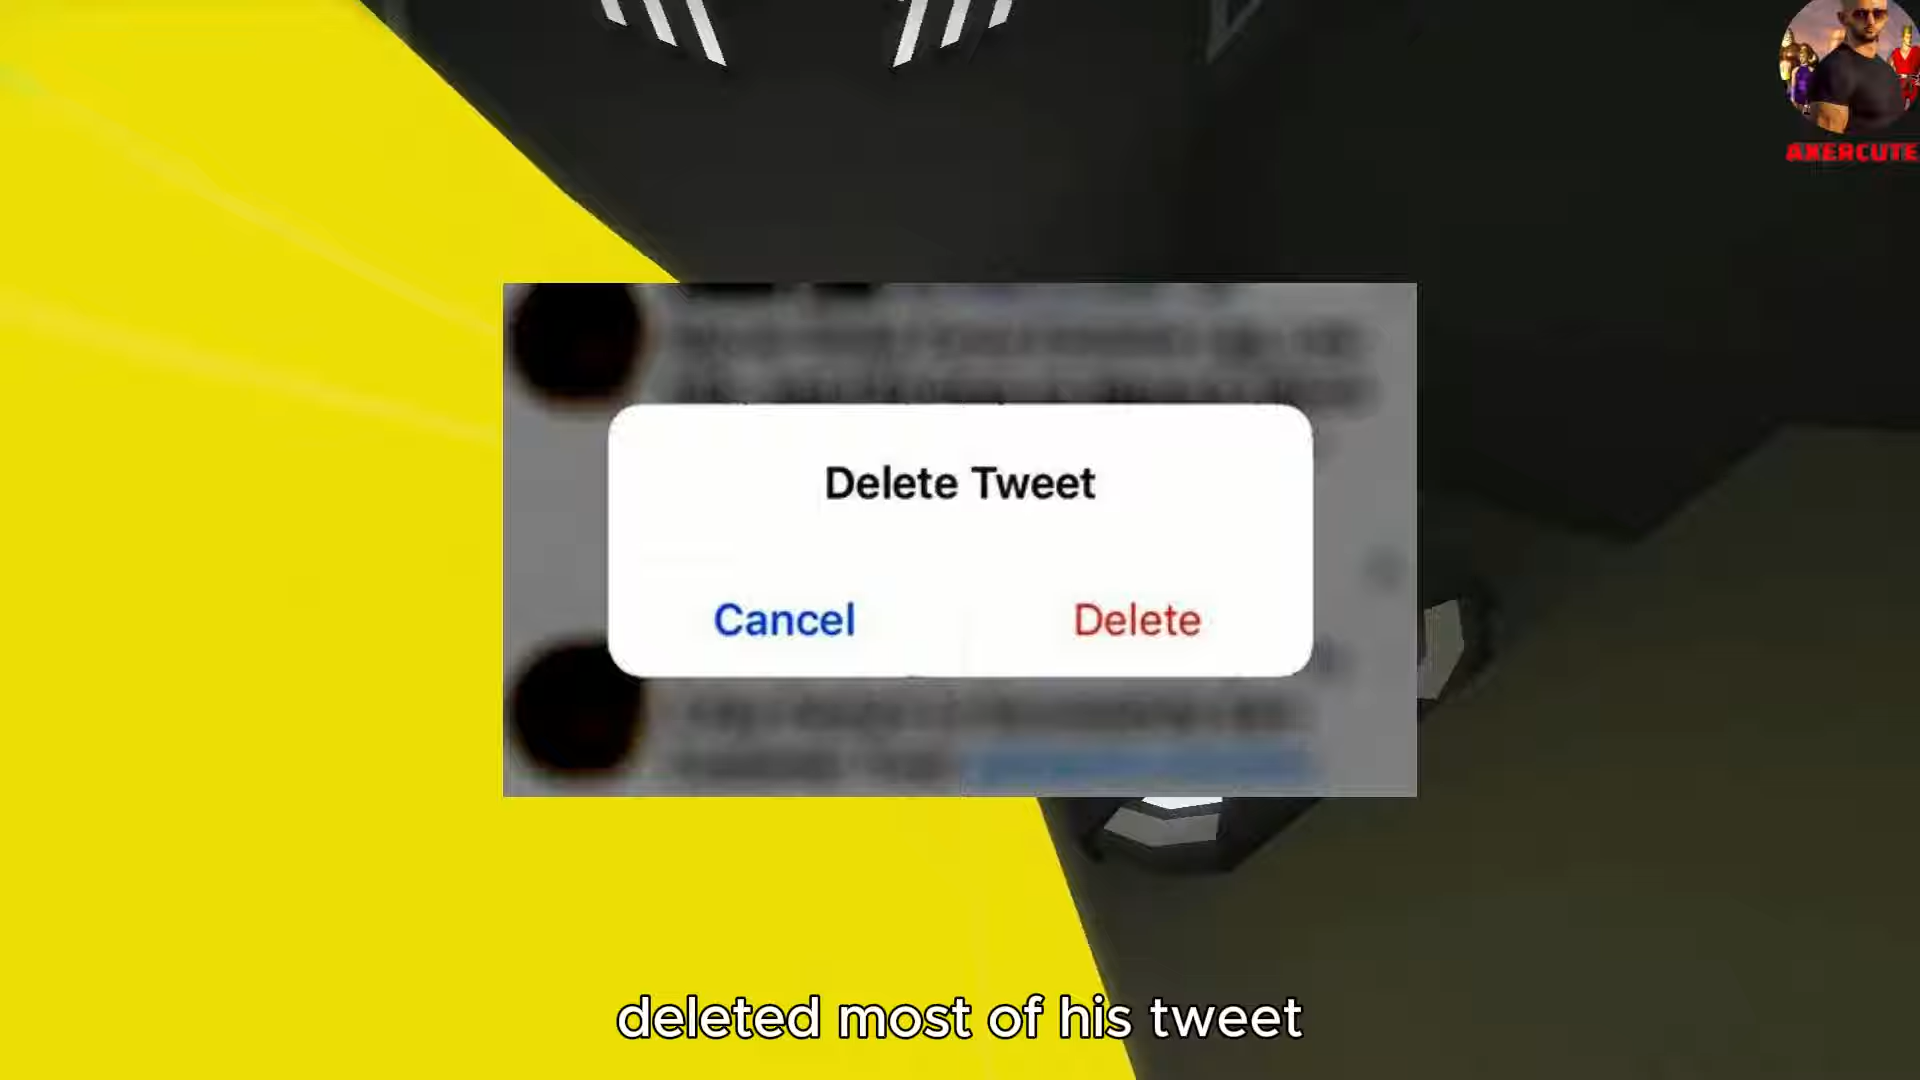 AXERCUTE
Delete Tweet
Cancel
Delete
deleted most of his tweet